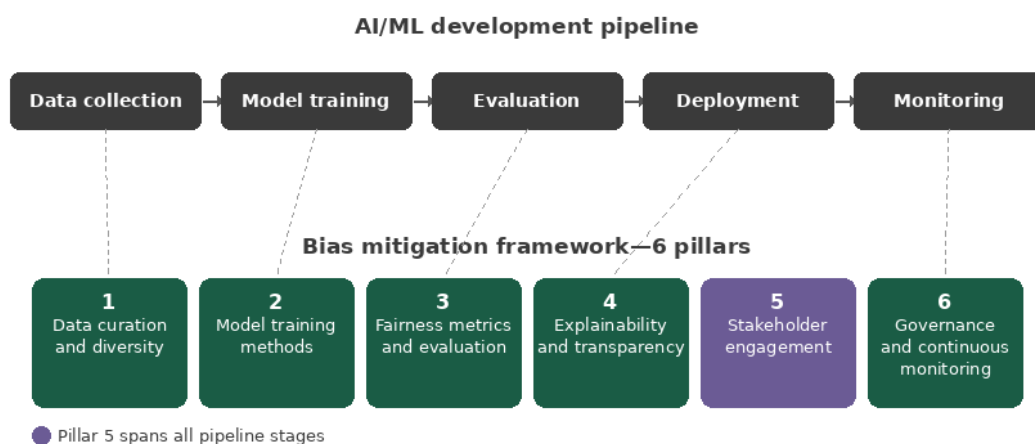 AI/ML development pipeline
Data collection
Model training
Evaluation
Deployment
Monitoring
Bias mitigation framework—6 pillars
1
Data curation
and diversity
2
Model training
methods
3
Fairness metrics
and evaluation
4
Explainability
and transparency
5
Stakeholder
engagement
6
Governance
and continuous
monitoring
Pillar 5 spans all pipeline stages